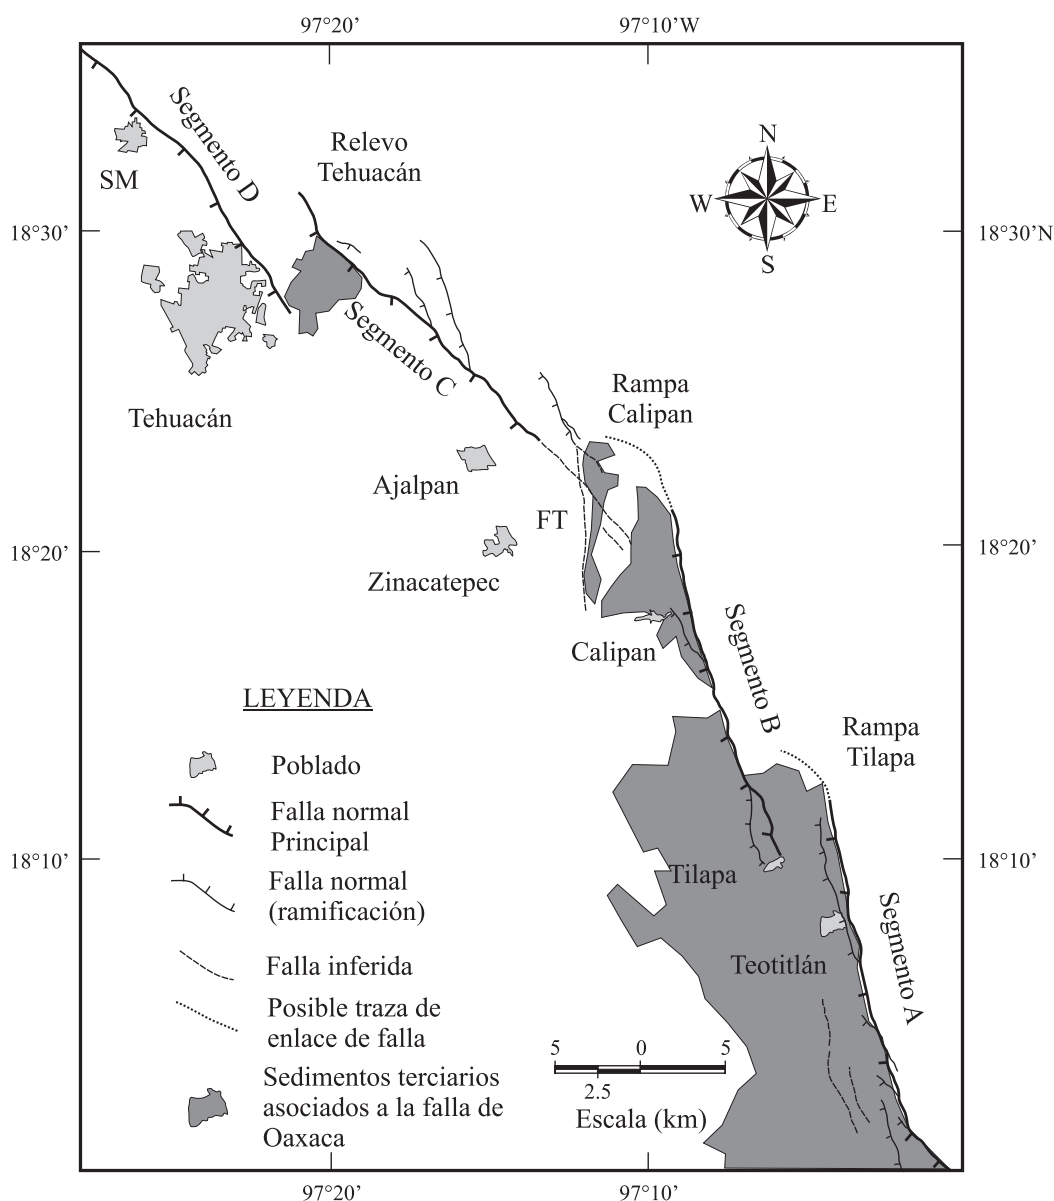 97°20’
97°10’W
Segmento D
Relevo
Tehuacán
N
W
E
S
SM
18°30’
18°30’N
Segmento C
Rampa
Calipan
Tehuacán
Ajalpan
FT
18°20’
18°20’
Zinacatepec
Segmento B
Calipan
LEYENDA
Rampa
Tilapa
Poblado
Falla normal
Principal
18°10’
18°10’
Falla normal
(ramificación)
Tilapa
Segmento A
Falla inferida
Teotitlán
Posible traza de
enlace de falla
5 0 5
2.5
Escala (km)
Sedimentos terciarios
asociados a la falla de
Oaxaca
97°20’
97°10’